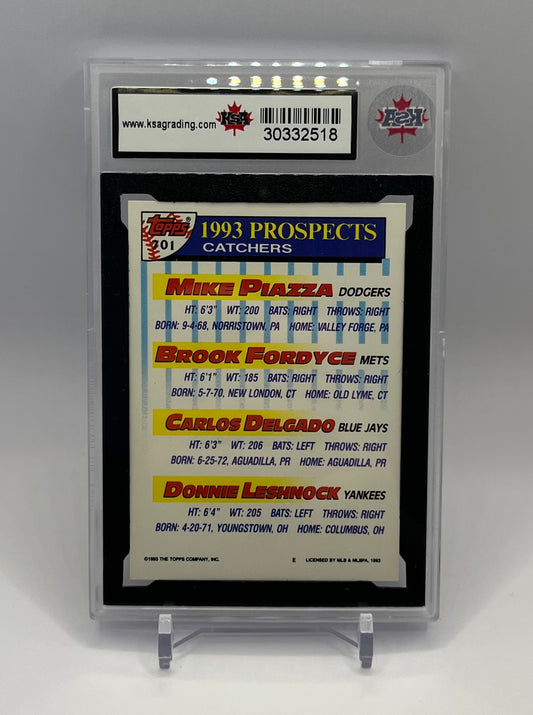 www.ksagrading.com
KSA
30332518
KSA
Topps
701
1993 PROSPECTS
CATCHERS
MIKE PIAZZA DODGERS
HT: 6'3" WT: 200 BATS: RIGHT THROWS: RIGHT
BORN: 9-4-68, NORRISTOWN, PA HOME: VALLEY FORGE, PA
BROOK FORDYCE METS
HT: 6'1" WT: 185 BATS: RIGHT THROWS: RIGHT
BORN: 5-7-70, NEW LONDON, CT HOME: OLD LYME, CT
CARLOS DELGADO BLUE JAYS
HT: 6'3" WT: 206 BATS: LEFT THROWS: RIGHT
BORN: 6-25-72, AGUADILLA, PR HOME: AGUADILLA, PR
DONNIE LESHNOCK YANKEES
HT: 6'4" WT: 205 BATS: LEFT THROWS: RIGHT
BORN: 4-20-71, YOUNGSTOWN, OH HOME: COLUMBUS, OH
©1993 THE TOPPS COMPANY, INC. E LICENSED BY MLB & MLBPA, 1993